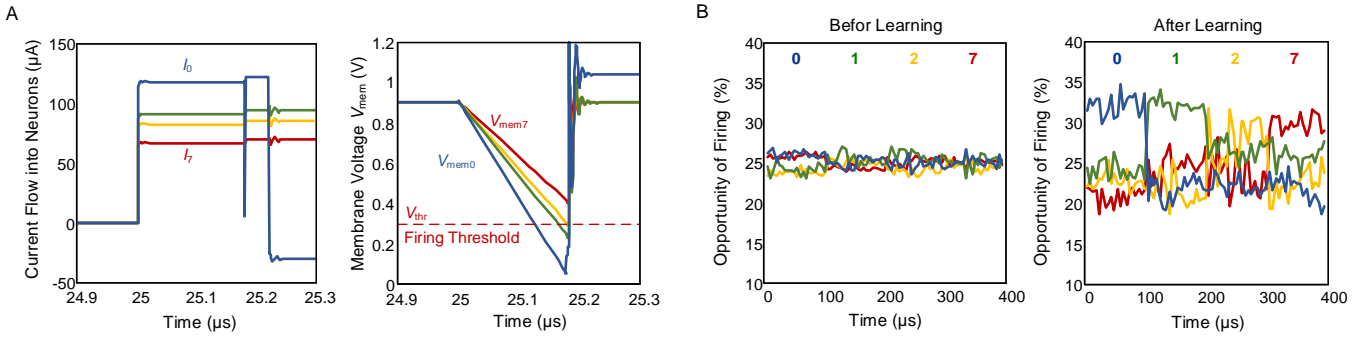 A
Current Flow into Neurons (µA)
150
100
50
0
-50
I0
I7
24.9
25
25.1
25.2
25.3
Time (µs)
Membrane Voltage Vmem (V)
1.2
1
0.8
0.6
0.4
0.2
0
Vmem7
Vmem0
Vthr
Firing Threshold
24.9
25
25.1
25.2
25.3
Time (µs)
B
Befor Learning
Opportunity of Firing (%)
40
35
30
25
20
15
10
0 1 2 7
0 100 200 300 400
Time (µs)
After Learning
Opportunity of Firing (%)
40
35
30
25
20
15
10
0 1 2 7
0 100 200 300 400
Time (µs)